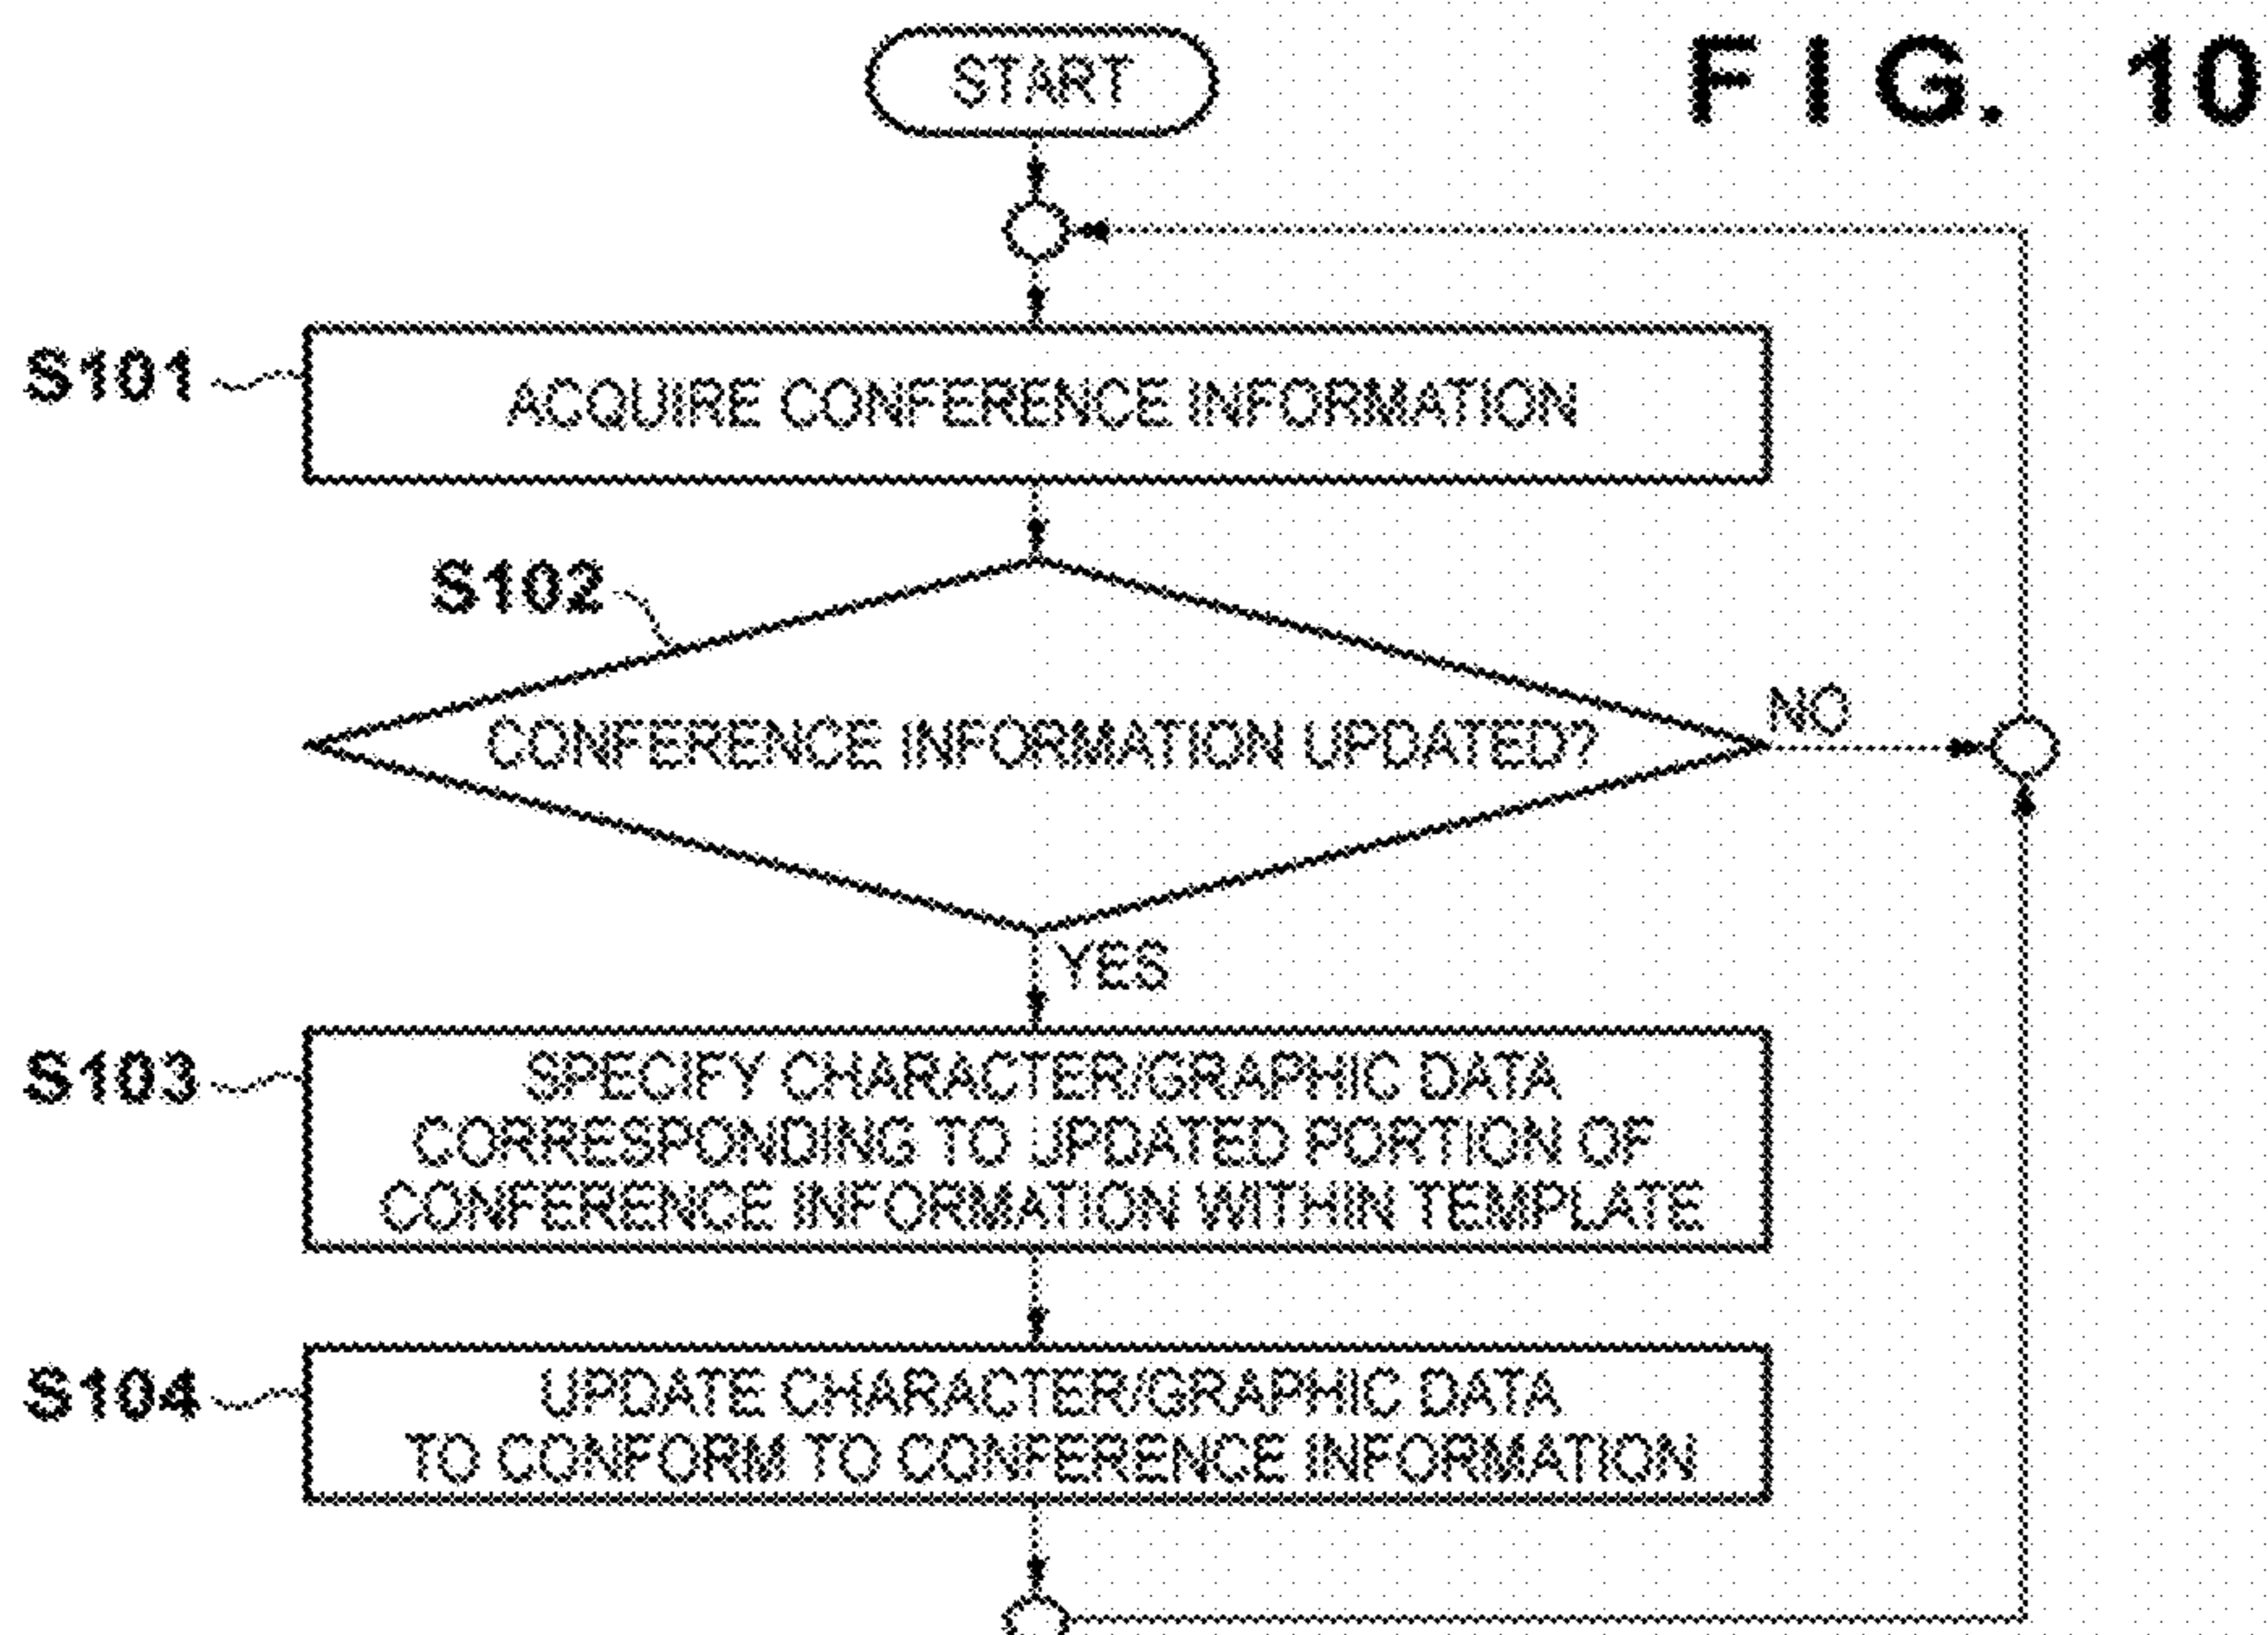 START
FIG. 10
S101
ACQUIRE CONFERENCE INFORMATION
S102
CONFERENCE INFORMATION UPDATED?
NO
YES
S103
SPECIFY CHARACTER/GRAPHIC DATA
CORRESPONDING TO UPDATED PORTION OF
CONFERENCE INFORMATION WITHIN TEMPLATE
S104
UPDATE CHARACTER/GRAPHIC DATA
TO CONFORM TO CONFERENCE INFORMATION